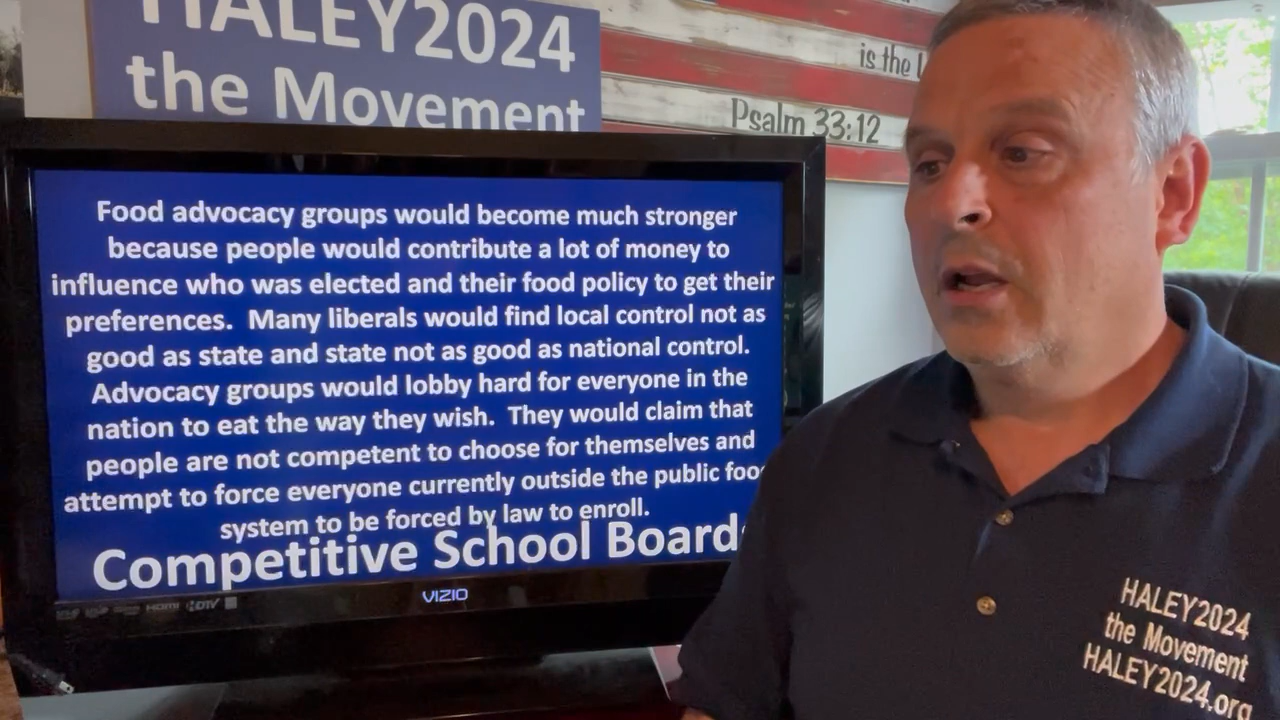 HALEY2024
the Movement
is the
Psalm 33:12
Food advocacy groups would become much stronger
because people would contribute a lot of money to
influence who was elected and their food policy to get their
preferences.  Many liberals would find local control not as
good as state and state not as good as national control.
Advocacy groups would lobby hard for everyone in the
nation to eat the way they wish.  They would claim that
people are not competent to choose for themselves and
attempt to force everyone currently outside the public foo
system to be forced by law to enroll.
Competitive School Board
VIZIO
HDMI
HALEY2024
the Movement
HALEY2024.org